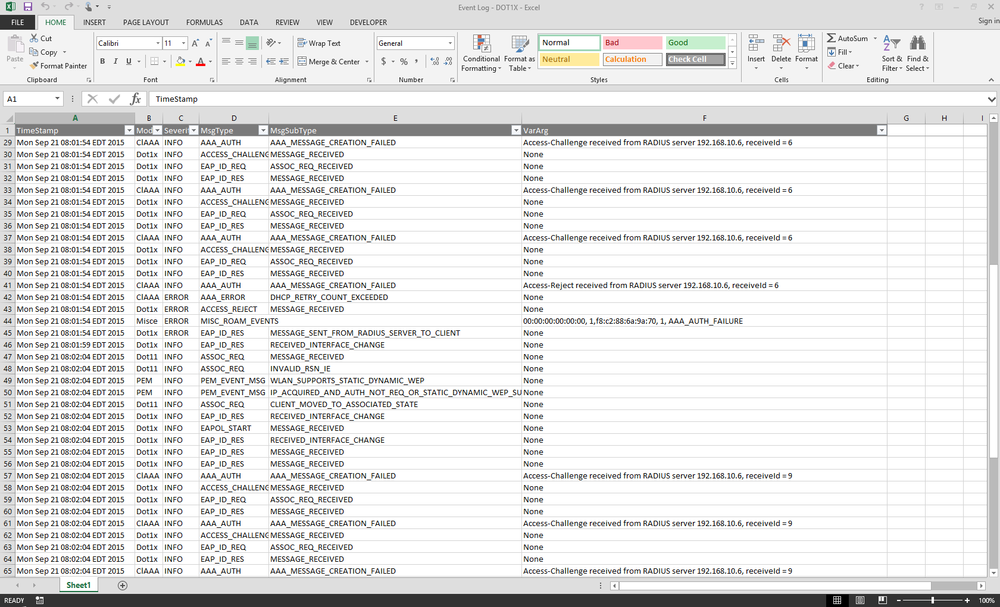 Event Log - DOT1X - Excel
FILE HOME INSERT PAGE LAYOUT FORMULAS DATA REVIEW VIEW DEVELOPER Sign in
Paste
Cut
Copy
Format Painter
Clipboard
Calibri 11
B I U
Font
Wrap Text
Merge & Center
Alignment
General
$ % ,
Number
Conditional Formatting
Format as Table
Normal Bad Good
Neutral Calculation Check Cell
Styles
Insert Delete Format
Cells
AutoSum
Fill
Clear
Sort & Filter
Find & Select
Editing
A1 fx TimeStamp
A B C D E F G H I
1 TimeStamp Mod Severit MsgType MsgSubType VarArg
29 Mon Sep 21 08:01:54 EDT 2015 ClAAA INFO AAA_AUTH AAA_MESSAGE_CREATION_FAILED Access-Challenge received from RADIUS server 192.168.10.6, receiveId = 6
30 Mon Sep 21 08:01:54 EDT 2015 Dot1x INFO ACCESS_CHALLENG MESSAGE_RECEIVED None
31 Mon Sep 21 08:01:54 EDT 2015 Dot1x INFO EAP_ID_REQ ASSOC_REQ_RECEIVED None
32 Mon Sep 21 08:01:54 EDT 2015 Dot1x INFO EAP_ID_RES MESSAGE_RECEIVED None
33 Mon Sep 21 08:01:54 EDT 2015 ClAAA INFO AAA_AUTH AAA_MESSAGE_CREATION_FAILED Access-Challenge received from RADIUS server 192.168.10.6, receiveId = 6
34 Mon Sep 21 08:01:54 EDT 2015 Dot1x INFO ACCESS_CHALLENG MESSAGE_RECEIVED None
35 Mon Sep 21 08:01:54 EDT 2015 Dot1x INFO EAP_ID_REQ ASSOC_REQ_RECEIVED None
36 Mon Sep 21 08:01:54 EDT 2015 Dot1x INFO EAP_ID_RES MESSAGE_RECEIVED None
37 Mon Sep 21 08:01:54 EDT 2015 ClAAA INFO AAA_AUTH AAA_MESSAGE_CREATION_FAILED Access-Challenge received from RADIUS server 192.168.10.6, receiveId = 6
38 Mon Sep 21 08:01:54 EDT 2015 Dot1x INFO ACCESS_CHALLENG MESSAGE_RECEIVED None
39 Mon Sep 21 08:01:54 EDT 2015 Dot1x INFO EAP_ID_REQ ASSOC_REQ_RECEIVED None
40 Mon Sep 21 08:01:54 EDT 2015 Dot1x INFO EAP_ID_RES MESSAGE_RECEIVED None
41 Mon Sep 21 08:01:54 EDT 2015 ClAAA INFO AAA_AUTH AAA_MESSAGE_CREATION_FAILED Access-Reject received from RADIUS server 192.168.10.6, receiveId = 6
42 Mon Sep 21 08:01:54 EDT 2015 ClAAA ERROR AAA_ERROR DHCP_RETRY_COUNT_EXCEEDED None
43 Mon Sep 21 08:01:54 EDT 2015 Dot1x ERROR ACCESS_REJECT MESSAGE_RECEIVED None
44 Mon Sep 21 08:01:54 EDT 2015 Misce ERROR MISC_ROAM_EVENTS 00:00:00:00:00:00, 1,f8:c2:88:6a:9a:70, 1, AAA_AUTH_FAILURE
45 Mon Sep 21 08:01:54 EDT 2015 Dot1x ERROR EAP_ID_RES MESSAGE_SENT_FROM_RADIUS_SERVER_TO_CLIENT None
46 Mon Sep 21 08:01:59 EDT 2015 Dot1x INFO EAP_ID_RES RECEIVED_INTERFACE_CHANGE None
47 Mon Sep 21 08:02:04 EDT 2015 Dot11 INFO ASSOC_REQ MESSAGE_RECEIVED None
48 Mon Sep 21 08:02:04 EDT 2015 Dot11 INFO ASSOC_REQ INVALID_RSN_IE None
49 Mon Sep 21 08:02:04 EDT 2015 PEM INFO PEM_EVENT_MSG WLAN_SUPPORTS_STATIC_DYNAMIC_WEP None
50 Mon Sep 21 08:02:04 EDT 2015 PEM INFO PEM_EVENT_MSG IP_ACQUIRED_AND_AUTH_NOT_REQ_OR_STATIC_DYNAMIC_WEP_SU None
51 Mon Sep 21 08:02:04 EDT 2015 Dot11 INFO ASSOC_REQ CLIENT_MOVED_TO_ASSOCIATED_STATE None
52 Mon Sep 21 08:02:04 EDT 2015 Dot1x INFO EAP_ID_RES RECEIVED_INTERFACE_CHANGE None
53 Mon Sep 21 08:02:04 EDT 2015 Dot1x INFO EAPOL_START MESSAGE_RECEIVED None
54 Mon Sep 21 08:02:04 EDT 2015 Dot1x INFO EAP_ID_RES RECEIVED_INTERFACE_CHANGE None
55 Mon Sep 21 08:02:04 EDT 2015 Dot1x INFO EAP_ID_RES MESSAGE_RECEIVED None
56 Mon Sep 21 08:02:04 EDT 2015 Dot1x INFO EAP_ID_RES MESSAGE_RECEIVED None
57 Mon Sep 21 08:02:04 EDT 2015 ClAAA INFO AAA_AUTH AAA_MESSAGE_CREATION_FAILED Access-Challenge received from RADIUS server 192.168.10.6, receiveId = 9
58 Mon Sep 21 08:02:04 EDT 2015 Dot1x INFO ACCESS_CHALLENG MESSAGE_RECEIVED None
59 Mon Sep 21 08:02:04 EDT 2015 Dot1x INFO EAP_ID_REQ ASSOC_REQ_RECEIVED None
60 Mon Sep 21 08:02:04 EDT 2015 Dot1x INFO EAP_ID_RES MESSAGE_RECEIVED None
61 Mon Sep 21 08:02:04 EDT 2015 ClAAA INFO AAA_AUTH AAA_MESSAGE_CREATION_FAILED Access-Challenge received from RADIUS server 192.168.10.6, receiveId = 9
62 Mon Sep 21 08:02:04 EDT 2015 Dot1x INFO ACCESS_CHALLENG MESSAGE_RECEIVED None
63 Mon Sep 21 08:02:04 EDT 2015 Dot1x INFO EAP_ID_REQ ASSOC_REQ_RECEIVED None
64 Mon Sep 21 08:02:04 EDT 2015 Dot1x INFO EAP_ID_RES MESSAGE_RECEIVED None
65 Mon Sep 21 08:02:04 EDT 2015 ClAAA INFO AAA_AUTH AAA_MESSAGE_CREATION_FAILED Access-Challenge received from RADIUS server 192.168.10.6, receiveId = 9
Sheet1
READY 100%